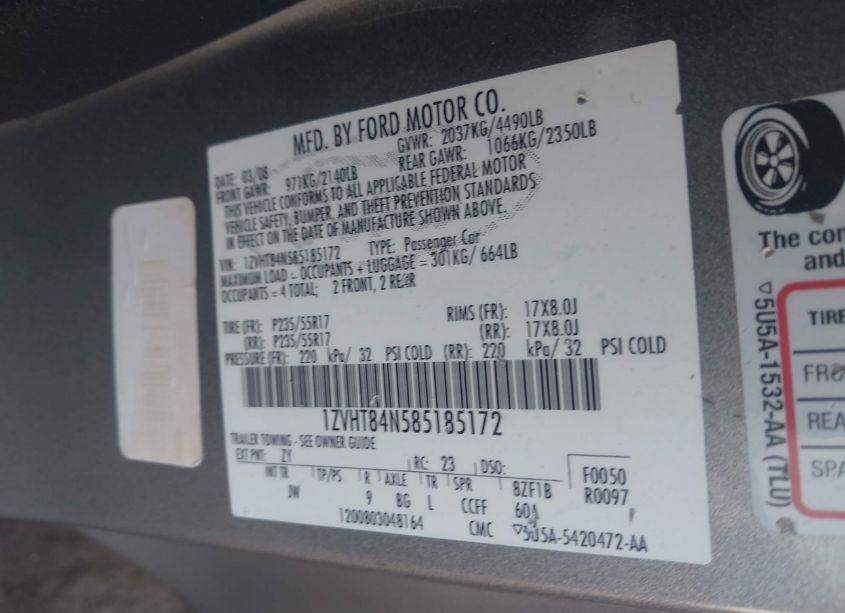 MFD. BY FORD MOTOR CO.
DATE: 03/08 GVWR: 2037KG/4490LB
FRONT GAWR: 971KG/2140LB REAR GAWR: 1066KG/2350LB
THIS VEHICLE CONFORMS TO ALL APPLICABLE FEDERAL MOTOR
VEHICLE SAFETY, BUMPER, AND THEFT PREVENTION STANDARDS
IN EFFECT ON THE DATE OF MANUFACTURE SHOWN ABOVE.
VIN: 1ZVHT84N585185172 TYPE: Passenger Car
MAXIMUM LOAD = OCCUPANTS + LUGGAGE = 301KG/ 664LB
OCCUPANTS = 4 TOTAL; 2 FRONT, 2 REAR
TIRE (FR): P235/55R17 RIMS (FR): 17X8.0J
(RR): P235/55R17 (RR): 17X8.0J
PRESSURE (FR): 220 kPa/ 32 PSI COLD (RR): 220 kPa/ 32 PSI COLD
1ZVHT84N585185172
TRAILER TOWING - SEE OWNER GUIDE
EXT PNT: ZY RC: 23 DSO: F0050
INT TR TP/PS R AXLE TR SPR 8ZF1B R0097
JW 9 BG L CCFF 60A
1200803048164 CMC ▽5U5A-5420472-AA
The con
and
▽5U5A-1532-AA (TLU)
TIRE
FRO
REA
SPA